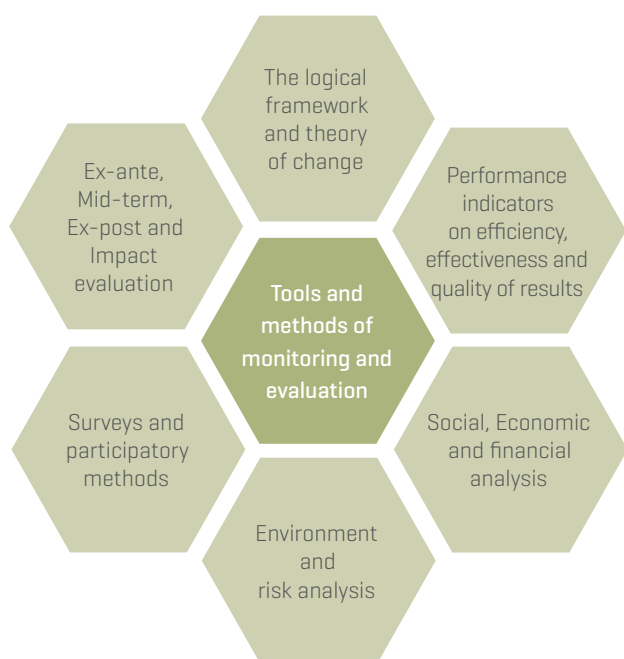 The logical
framework
and theory
of change
Ex-ante,
Mid-term,
Ex-post and
Impact
evaluation
Performance
indicators
on efficiency,
effectiveness and
quality of results
Tools and
methods of
monitoring and
evaluation
Surveys and
participatory
methods
Social, Economic
and financial
analysis
Environment
and
risk analysis